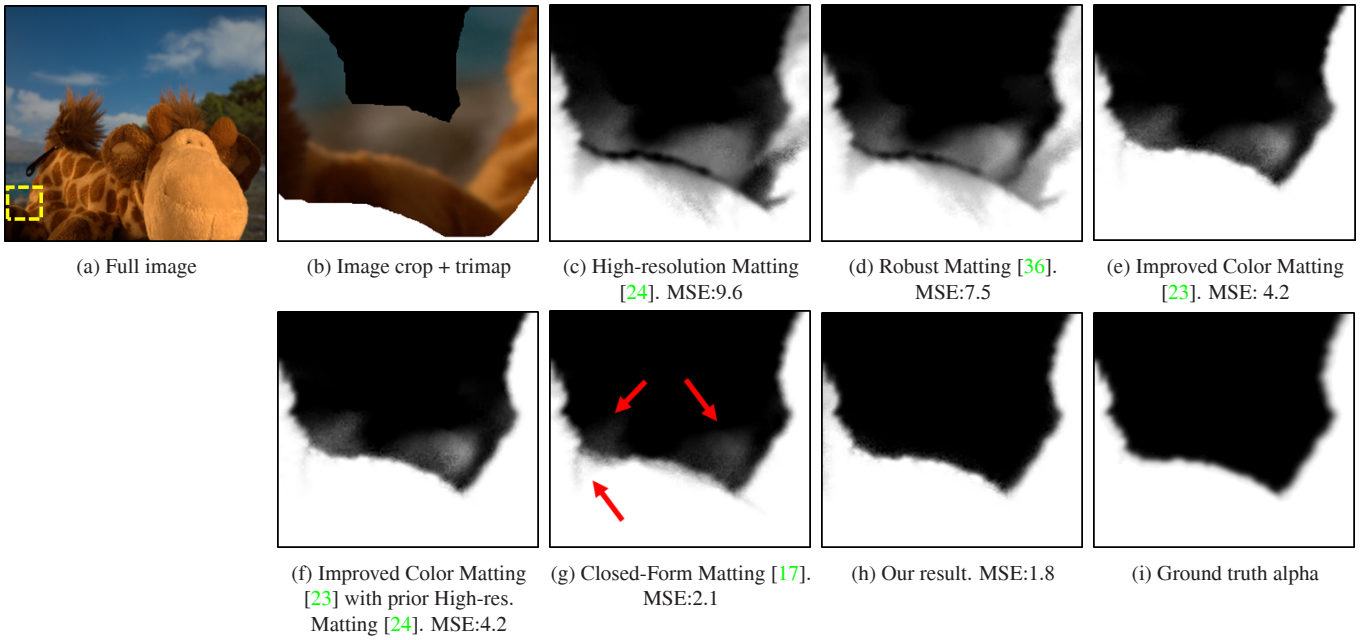 (a) Full image
(b) Image crop + trimap
(c) High-resolution Matting
[24]. MSE:9.6
(d) Robust Matting [36].
MSE:7.5
(e) Improved Color Matting
[23]. MSE: 4.2
(f) Improved Color Matting
[23] with prior High-res.
Matting [24]. MSE:4.2
(g) Closed-Form Matting [17].
MSE:2.1
(h) Our result. MSE:1.8
(i) Ground truth alpha